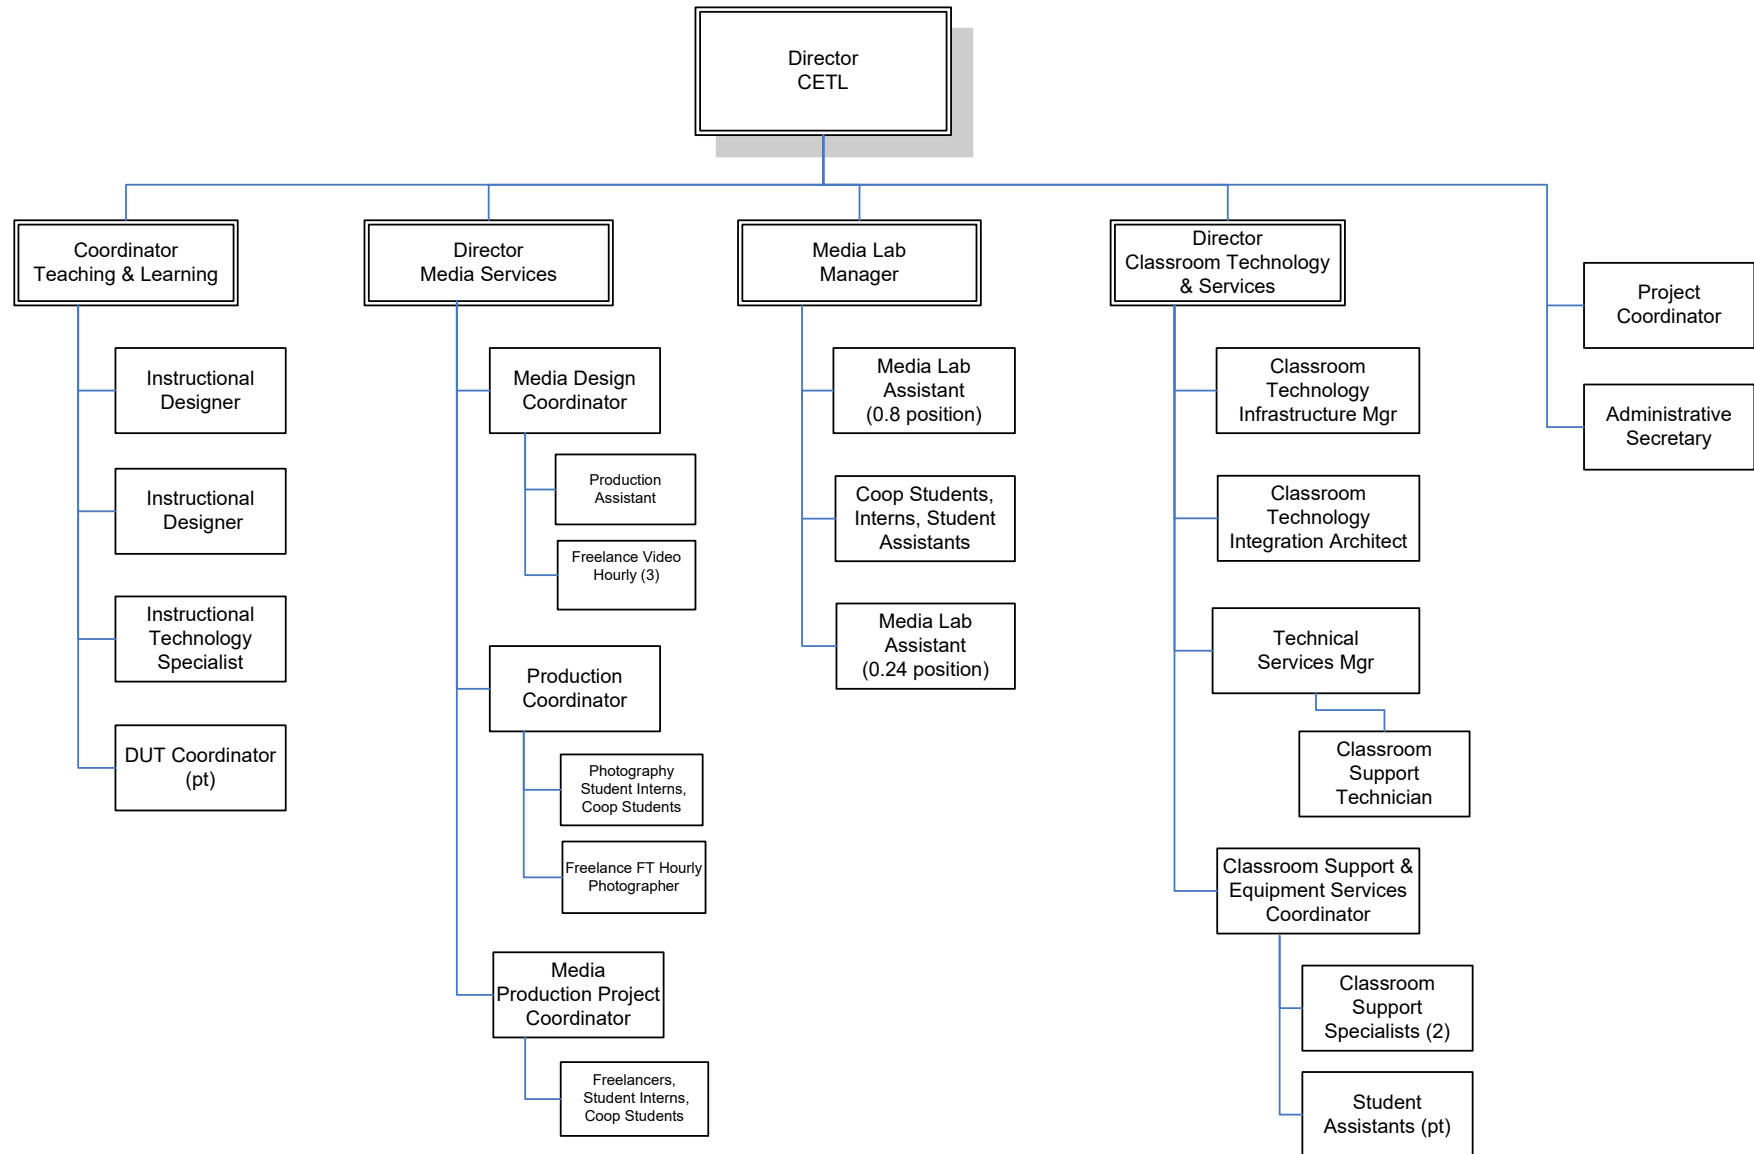 Director
CETL
Coordinator
Teaching & Learning
Director
Media Services
Media Lab
Manager
Director
Classroom Technology
& Services
Project
Coordinator
Administrative
Secretary
Instructional
Designer
Instructional
Designer
Instructional
Technology
Specialist
DUT Coordinator
(pt)
Media Design
Coordinator
Production
Assistant
Freelance Video
Hourly (3)
Production
Coordinator
Photography
Student Interns,
Coop Students
Freelance FT Hourly
Photographer
Media
Production Project
Coordinator
Freelancers,
Student Interns,
Coop Students
Media Lab
Assistant
(0.8 position)
Coop Students,
Interns, Student
Assistants
Media Lab
Assistant
(0.24 position)
Classroom
Technology
Infrastructure Mgr
Classroom
Technology
Integration Architect
Technical
Services Mgr
Classroom
Support
Technician
Classroom Support &
Equipment Services
Coordinator
Classroom
Support
Specialists (2)
Student
Assistants (pt)